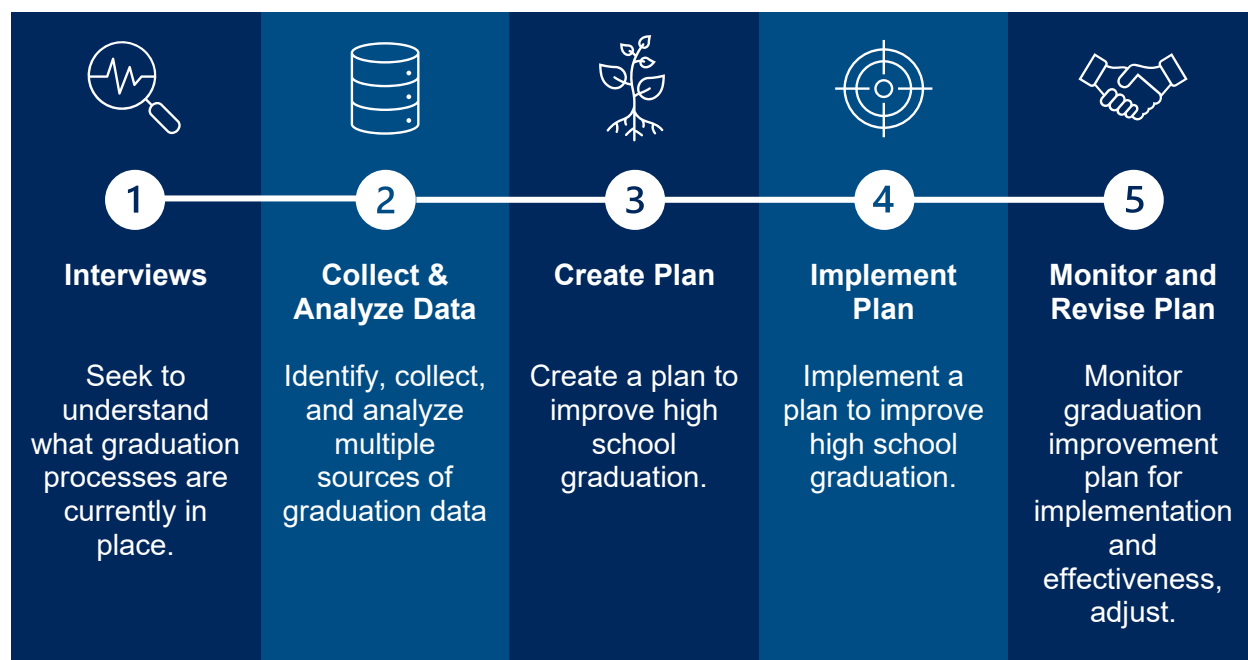 1
Interviews
Seek to
understand
what graduation
processes are
currently in
place.
2
Collect &
Analyze Data
Identify, collect,
and analyze
multiple
sources of
graduation data
3
Create Plan
Create a plan to
improve high
school
graduation.
4
Implement
Plan
Implement a
plan to improve
high school
graduation.
5
Monitor and
Revise Plan
Monitor
graduation
improvement
plan for
implementation
and
effectiveness,
adjust.